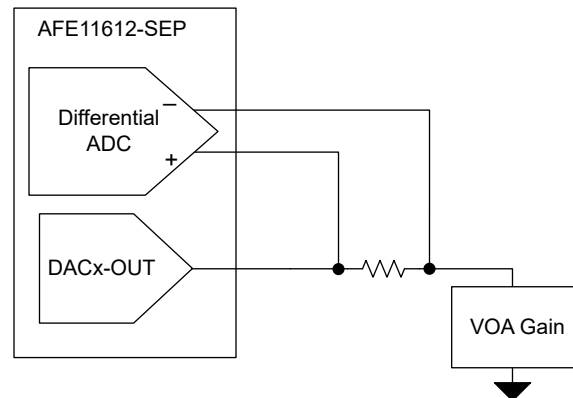 AFE11612-SEP
Differential
ADC
−
+
DACx-OUT
VOA Gain